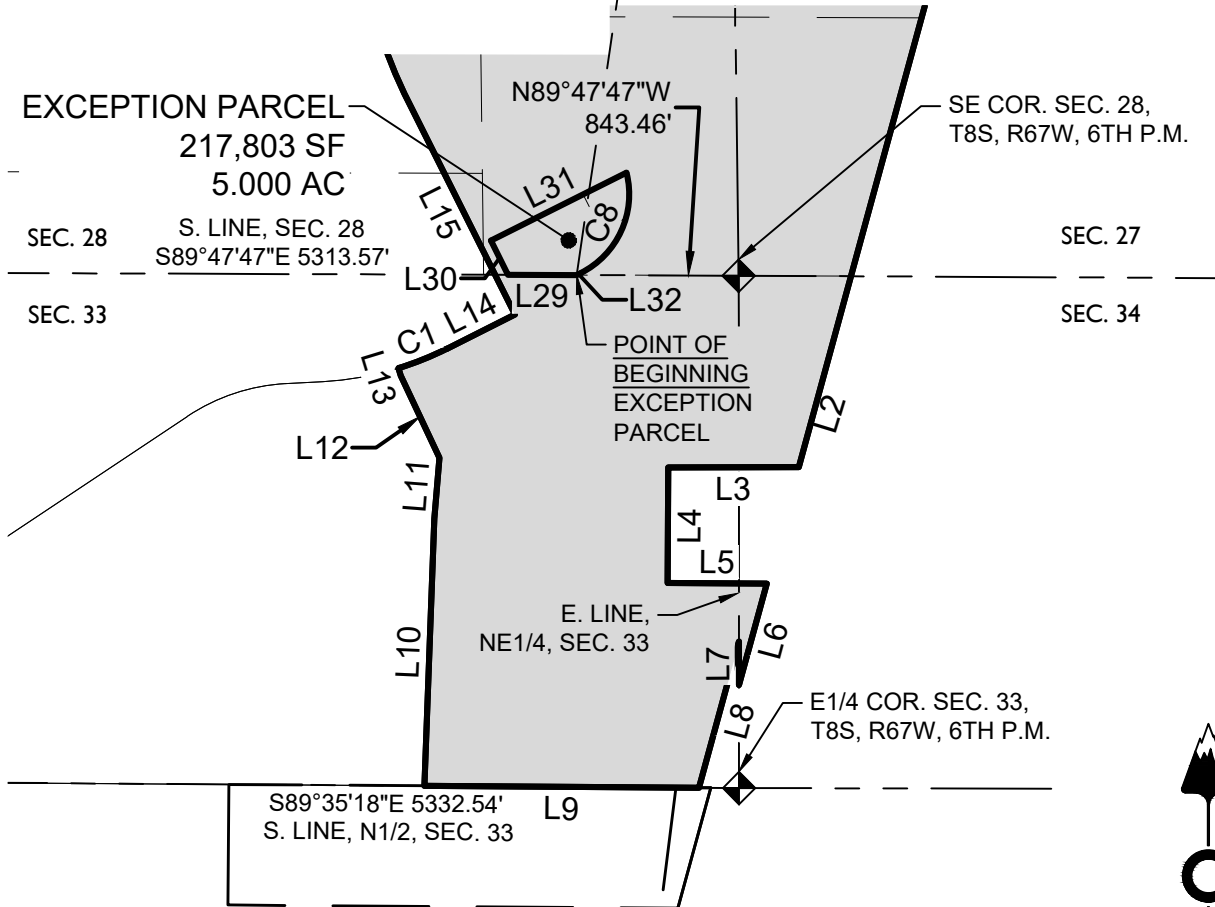 EXCEPTION PARCEL
217,803 SF
5.000 AC
N89°47'47"W
843.46'
SE COR. SEC. 28,
T8S, R67W, 6TH P.M.
L31
C8
L15
SEC. 28
S. LINE, SEC. 28
S89°47'47"E 5313.57'
SEC. 27
L30
L29
L32
SEC. 33
SEC. 34
C1
L14
L13
POINT OF
BEGINNING
EXCEPTION
PARCEL
L2
L12
L11
L3
L4
L5
E. LINE,
NE1/4, SEC. 33
L6
L7
L10
L8
E1/4 COR. SEC. 33,
T8S, R67W, 6TH P.M.
S89°35'18"E 5332.54'
S. LINE, N1/2, SEC. 33
L9